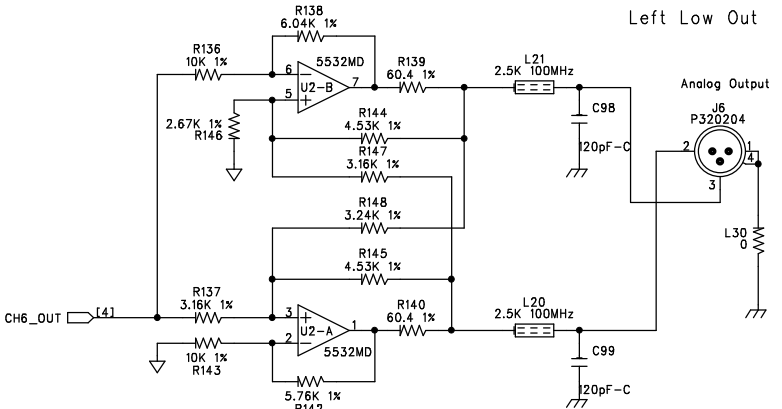 Left Low Out
R138
6.04K 1%
R136
10K 1%
6
5
5532MD
U2-B
7
R139
60.4 1%
L21
2.5K 100MHz
C98
120pF-C
Analog Output
J6
P320204
2
1
4
3
2.67K 1%
R146
R144
4.53K 1%
R147
3.16K 1%
R148
3.24K 1%
R145
4.53K 1%
L30
0
CH6_OUT
[4]
R137
3.16K 1%
3
2
U2-A
1
5532MD
R140
60.4 1%
L20
2.5K 100MHz
C99
120pF-C
10K 1%
R143
5.76K 1%
R142